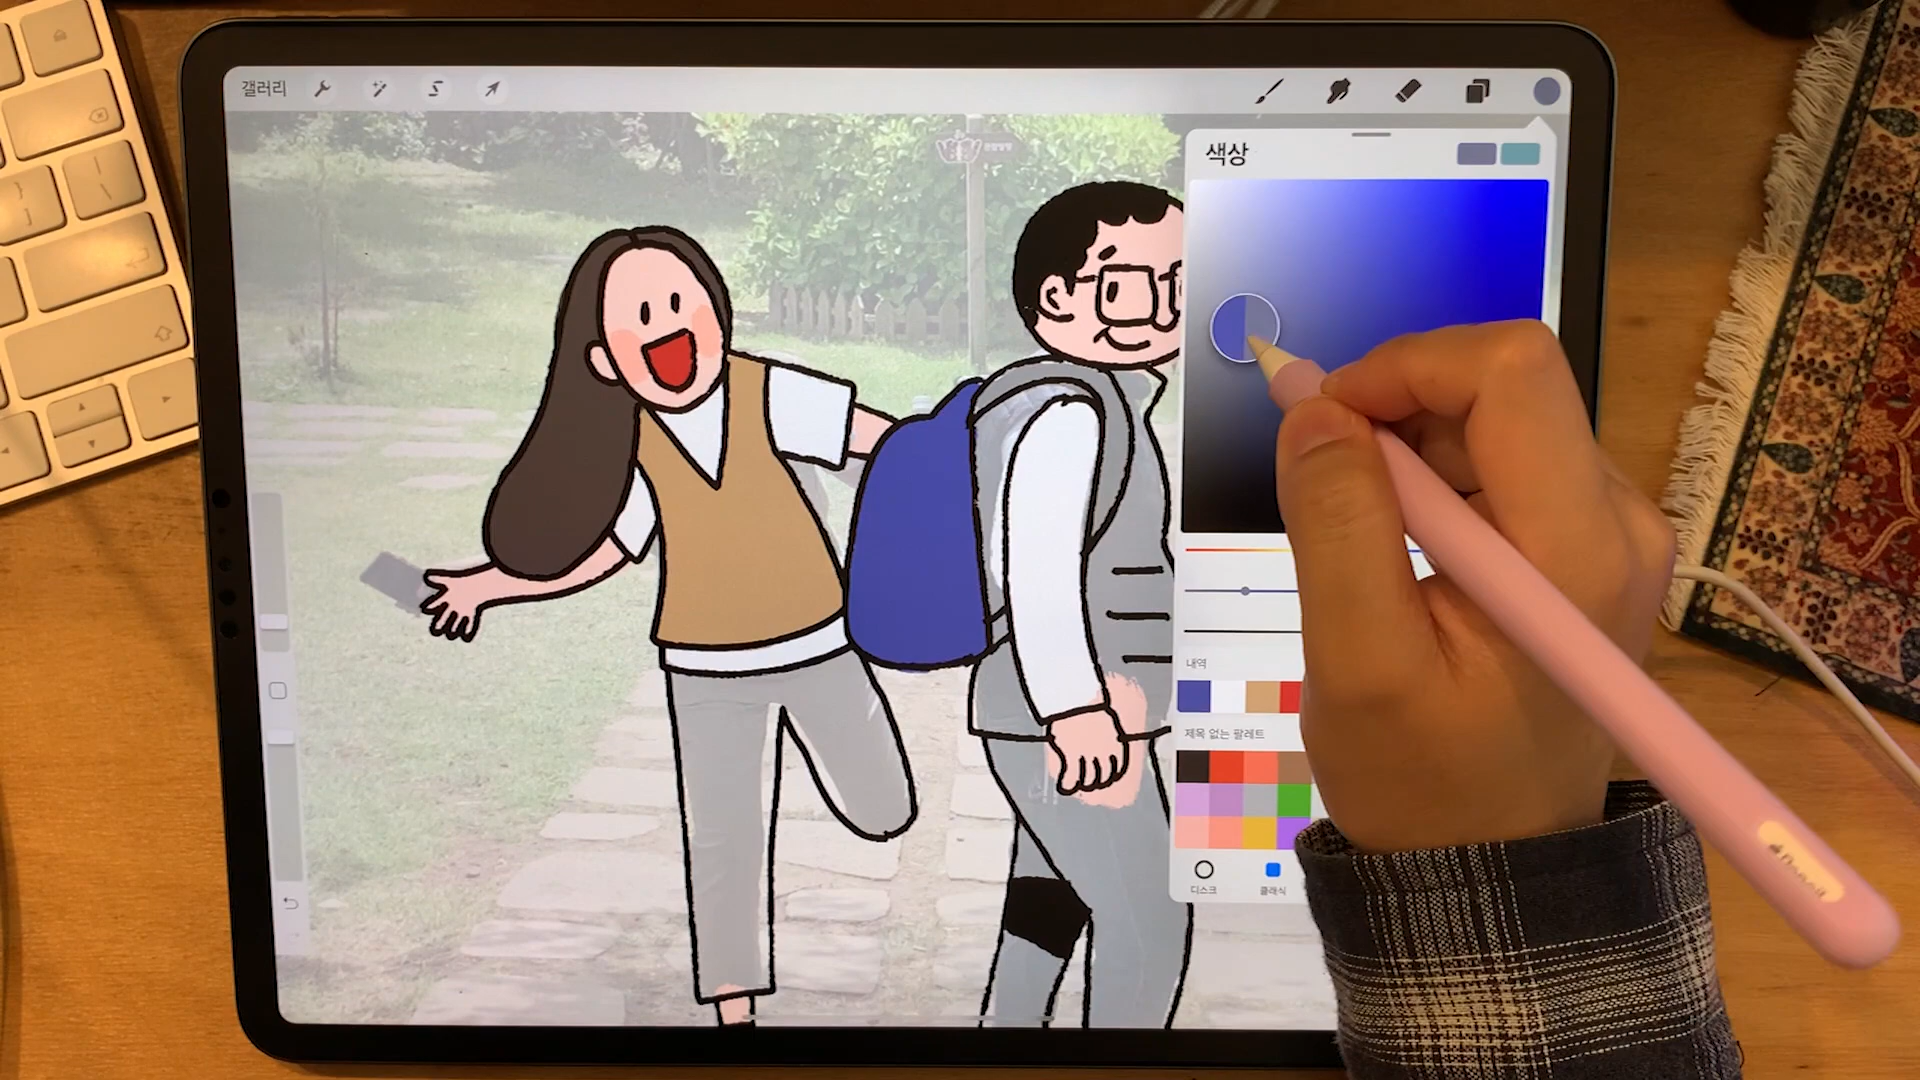 갤러리
색상
내역
제목 없는 팔레트
디스크
클래식
Pencil